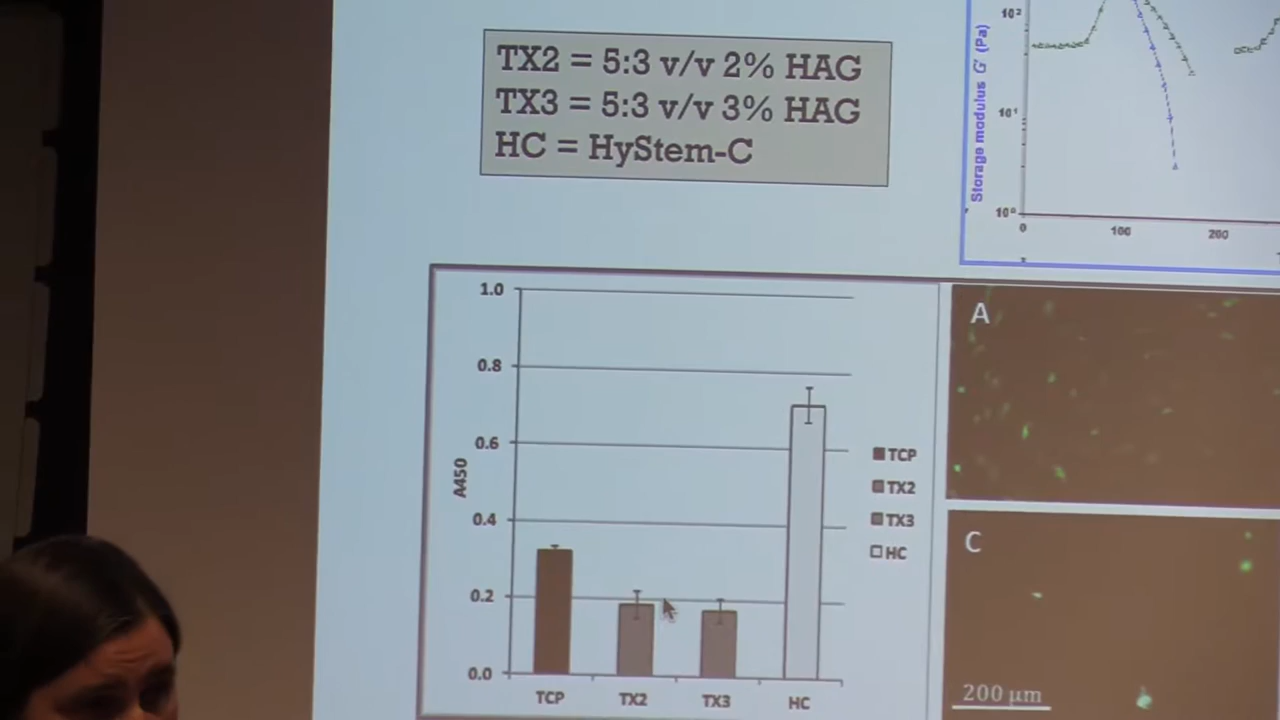 TX2 = 5:3 v/v 2% HAG
TX3 = 5:3 v/v 3% HAG
HC = HyStem-C
Storage modulus G' (Pa)
10²
10¹
10⁰
0
100
200
1.0
0.8
0.6
0.4
0.2
0.0
A450
TCP
TX2
TX3
HC
TCP
TX2
TX3
HC
A
C
200 μm